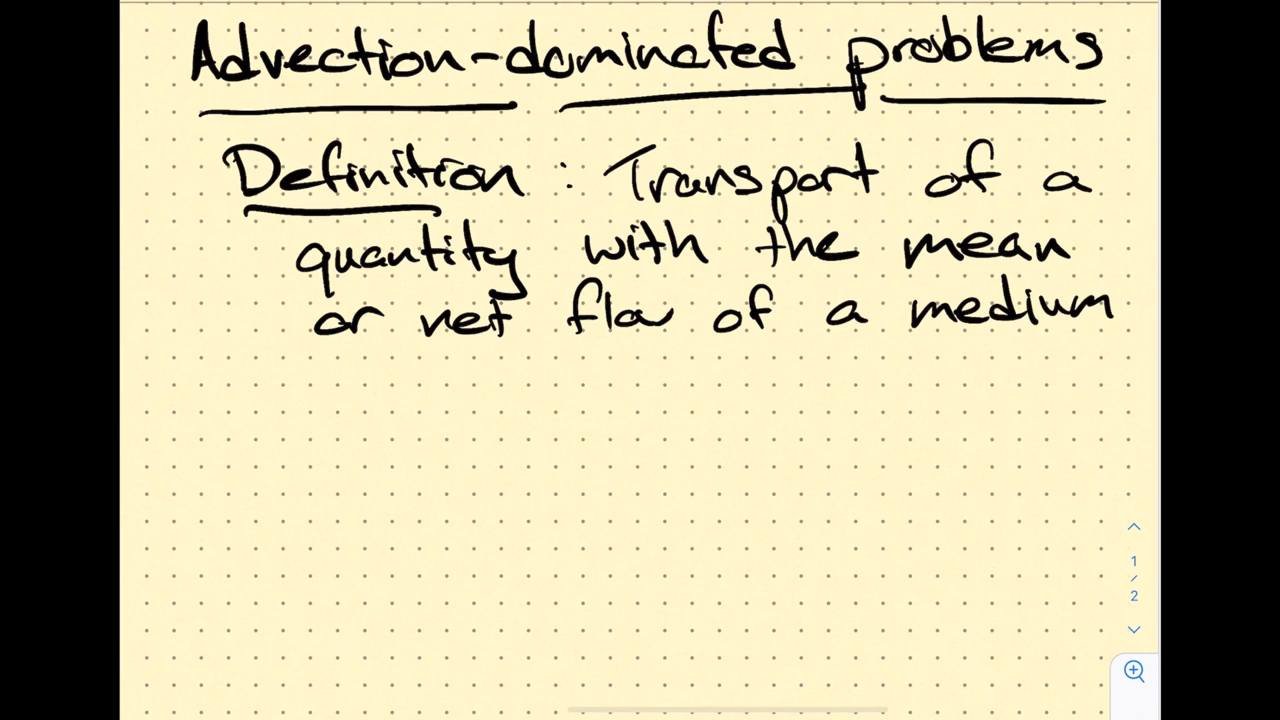 Advection-dominated problems
Definition : Transport of a
quantity with the mean
or net flow of a medium
1
/
2